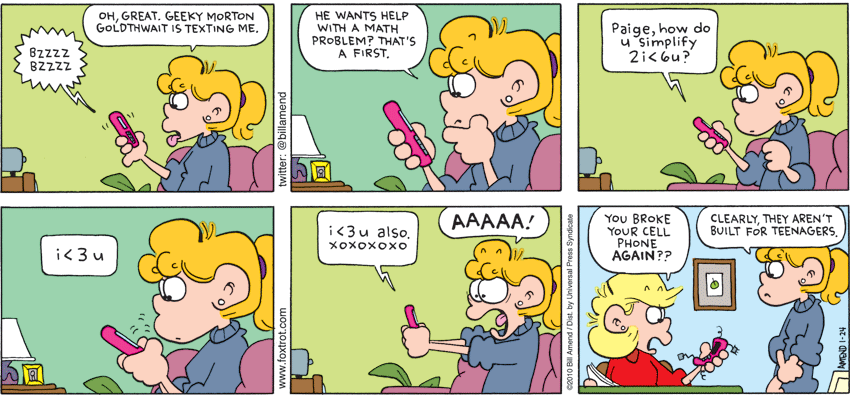 BZZZZ
BZZZZ
OH, GREAT. GEEKY MORTON
GOLDTHWAIT IS TEXTING ME.
twitter: @billamend
HE WANTS HELP
WITH A MATH
PROBLEM? THAT'S
A FIRST.
Paige, how do
u simplify
2i<6u?
i<3u
www.foxtrot.com
i<3u also.
xoxoxoxo
AAAAA!
©2010 Bill Amend / Dist. by Universal Press Syndicate
YOU BROKE
YOUR CELL
PHONE
AGAIN??
CLEARLY, THEY AREN'T
BUILT FOR TEENAGERS.
AMEND 1-24